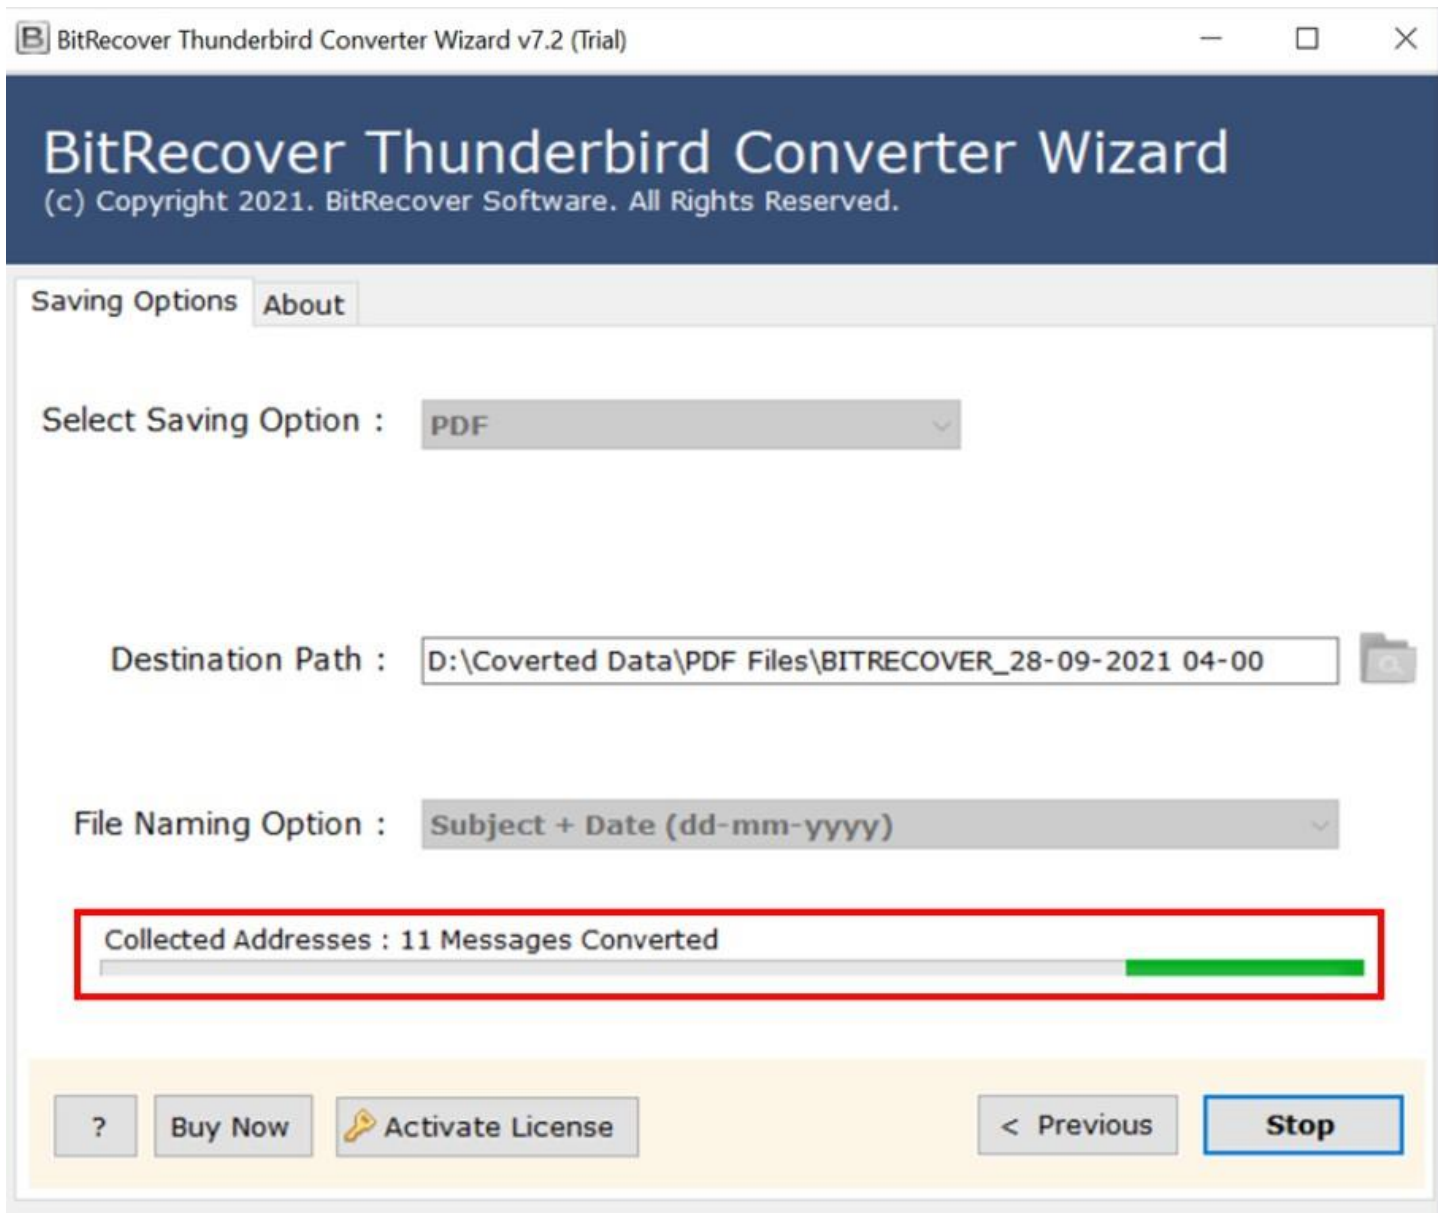 BitRecover Thunderbird Converter Wizard v7.2 (Trial)
BitRecover Thunderbird Converter Wizard
(c) Copyright 2021. BitRecover Software. All Rights Reserved.
Saving Options About
Select Saving Option : PDF
Destination Path : D:\Coverted Data\PDF Files\BITRECOVER_28-09-2021 04-00
File Naming Option : Subject + Date (dd-mm-yyyy)
Collected Addresses : 11 Messages Converted
? Buy Now Activate License < Previous Stop